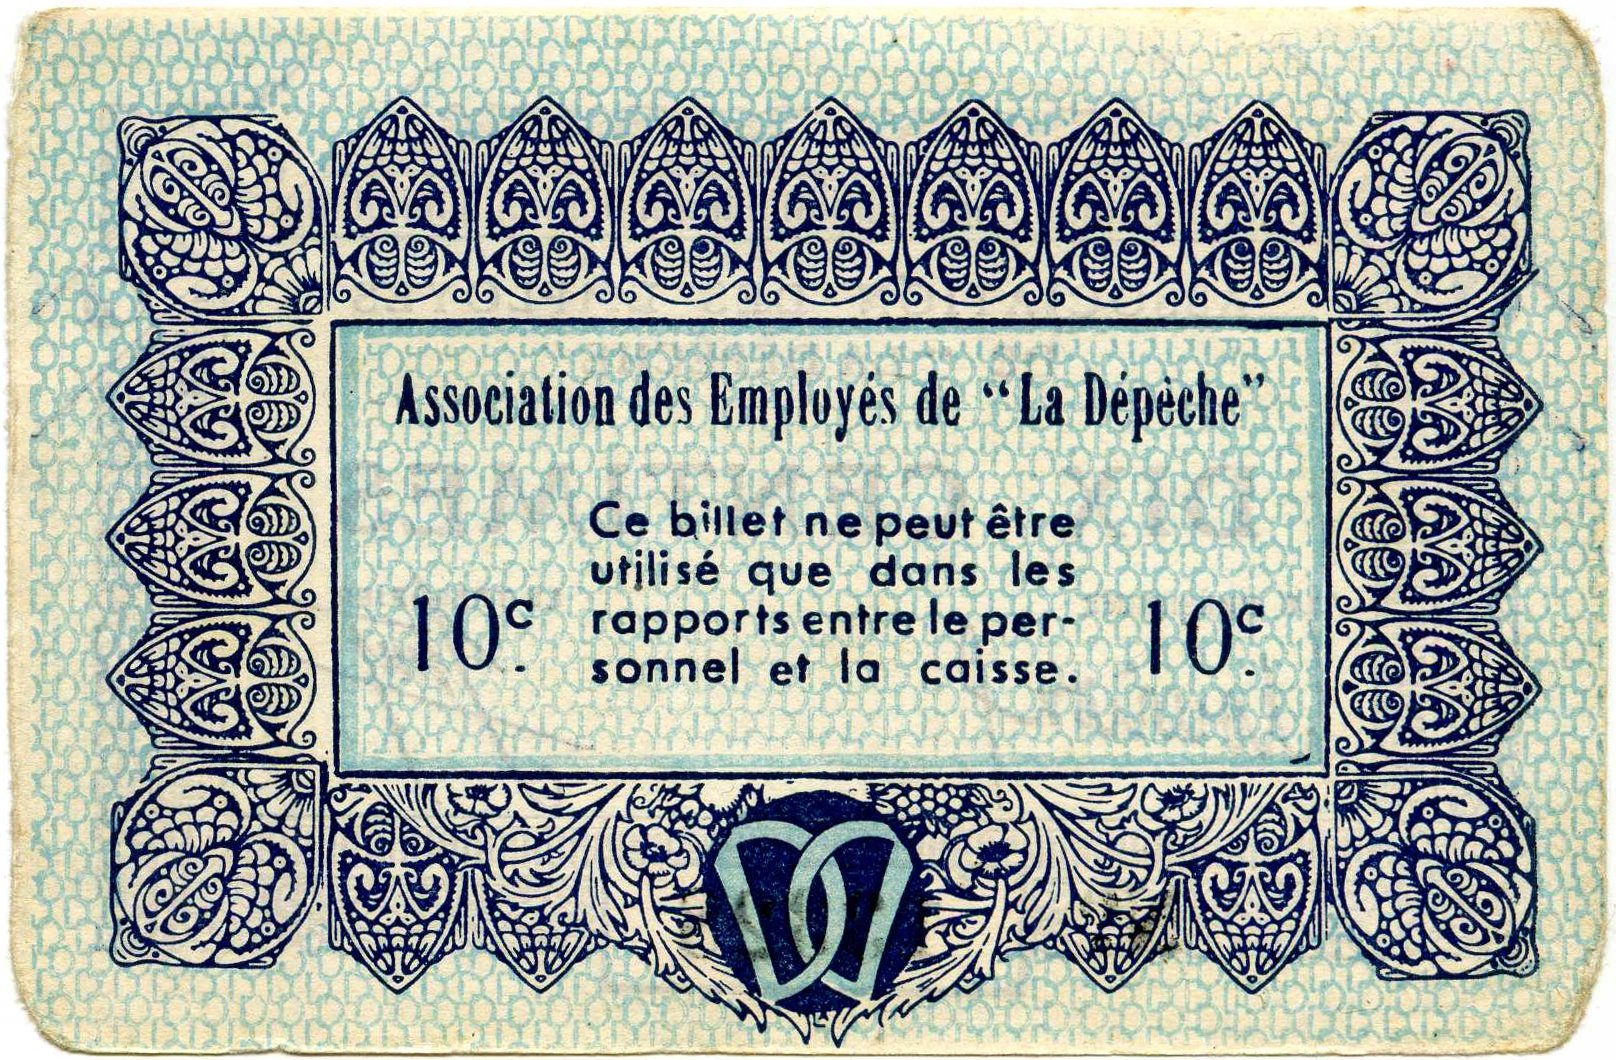 Association des Employés de “La Dépèche”
Ce billet ne peut être
utilisé que dans les
rapports entre le per-
sonnel et la caisse.
10c.
10c.